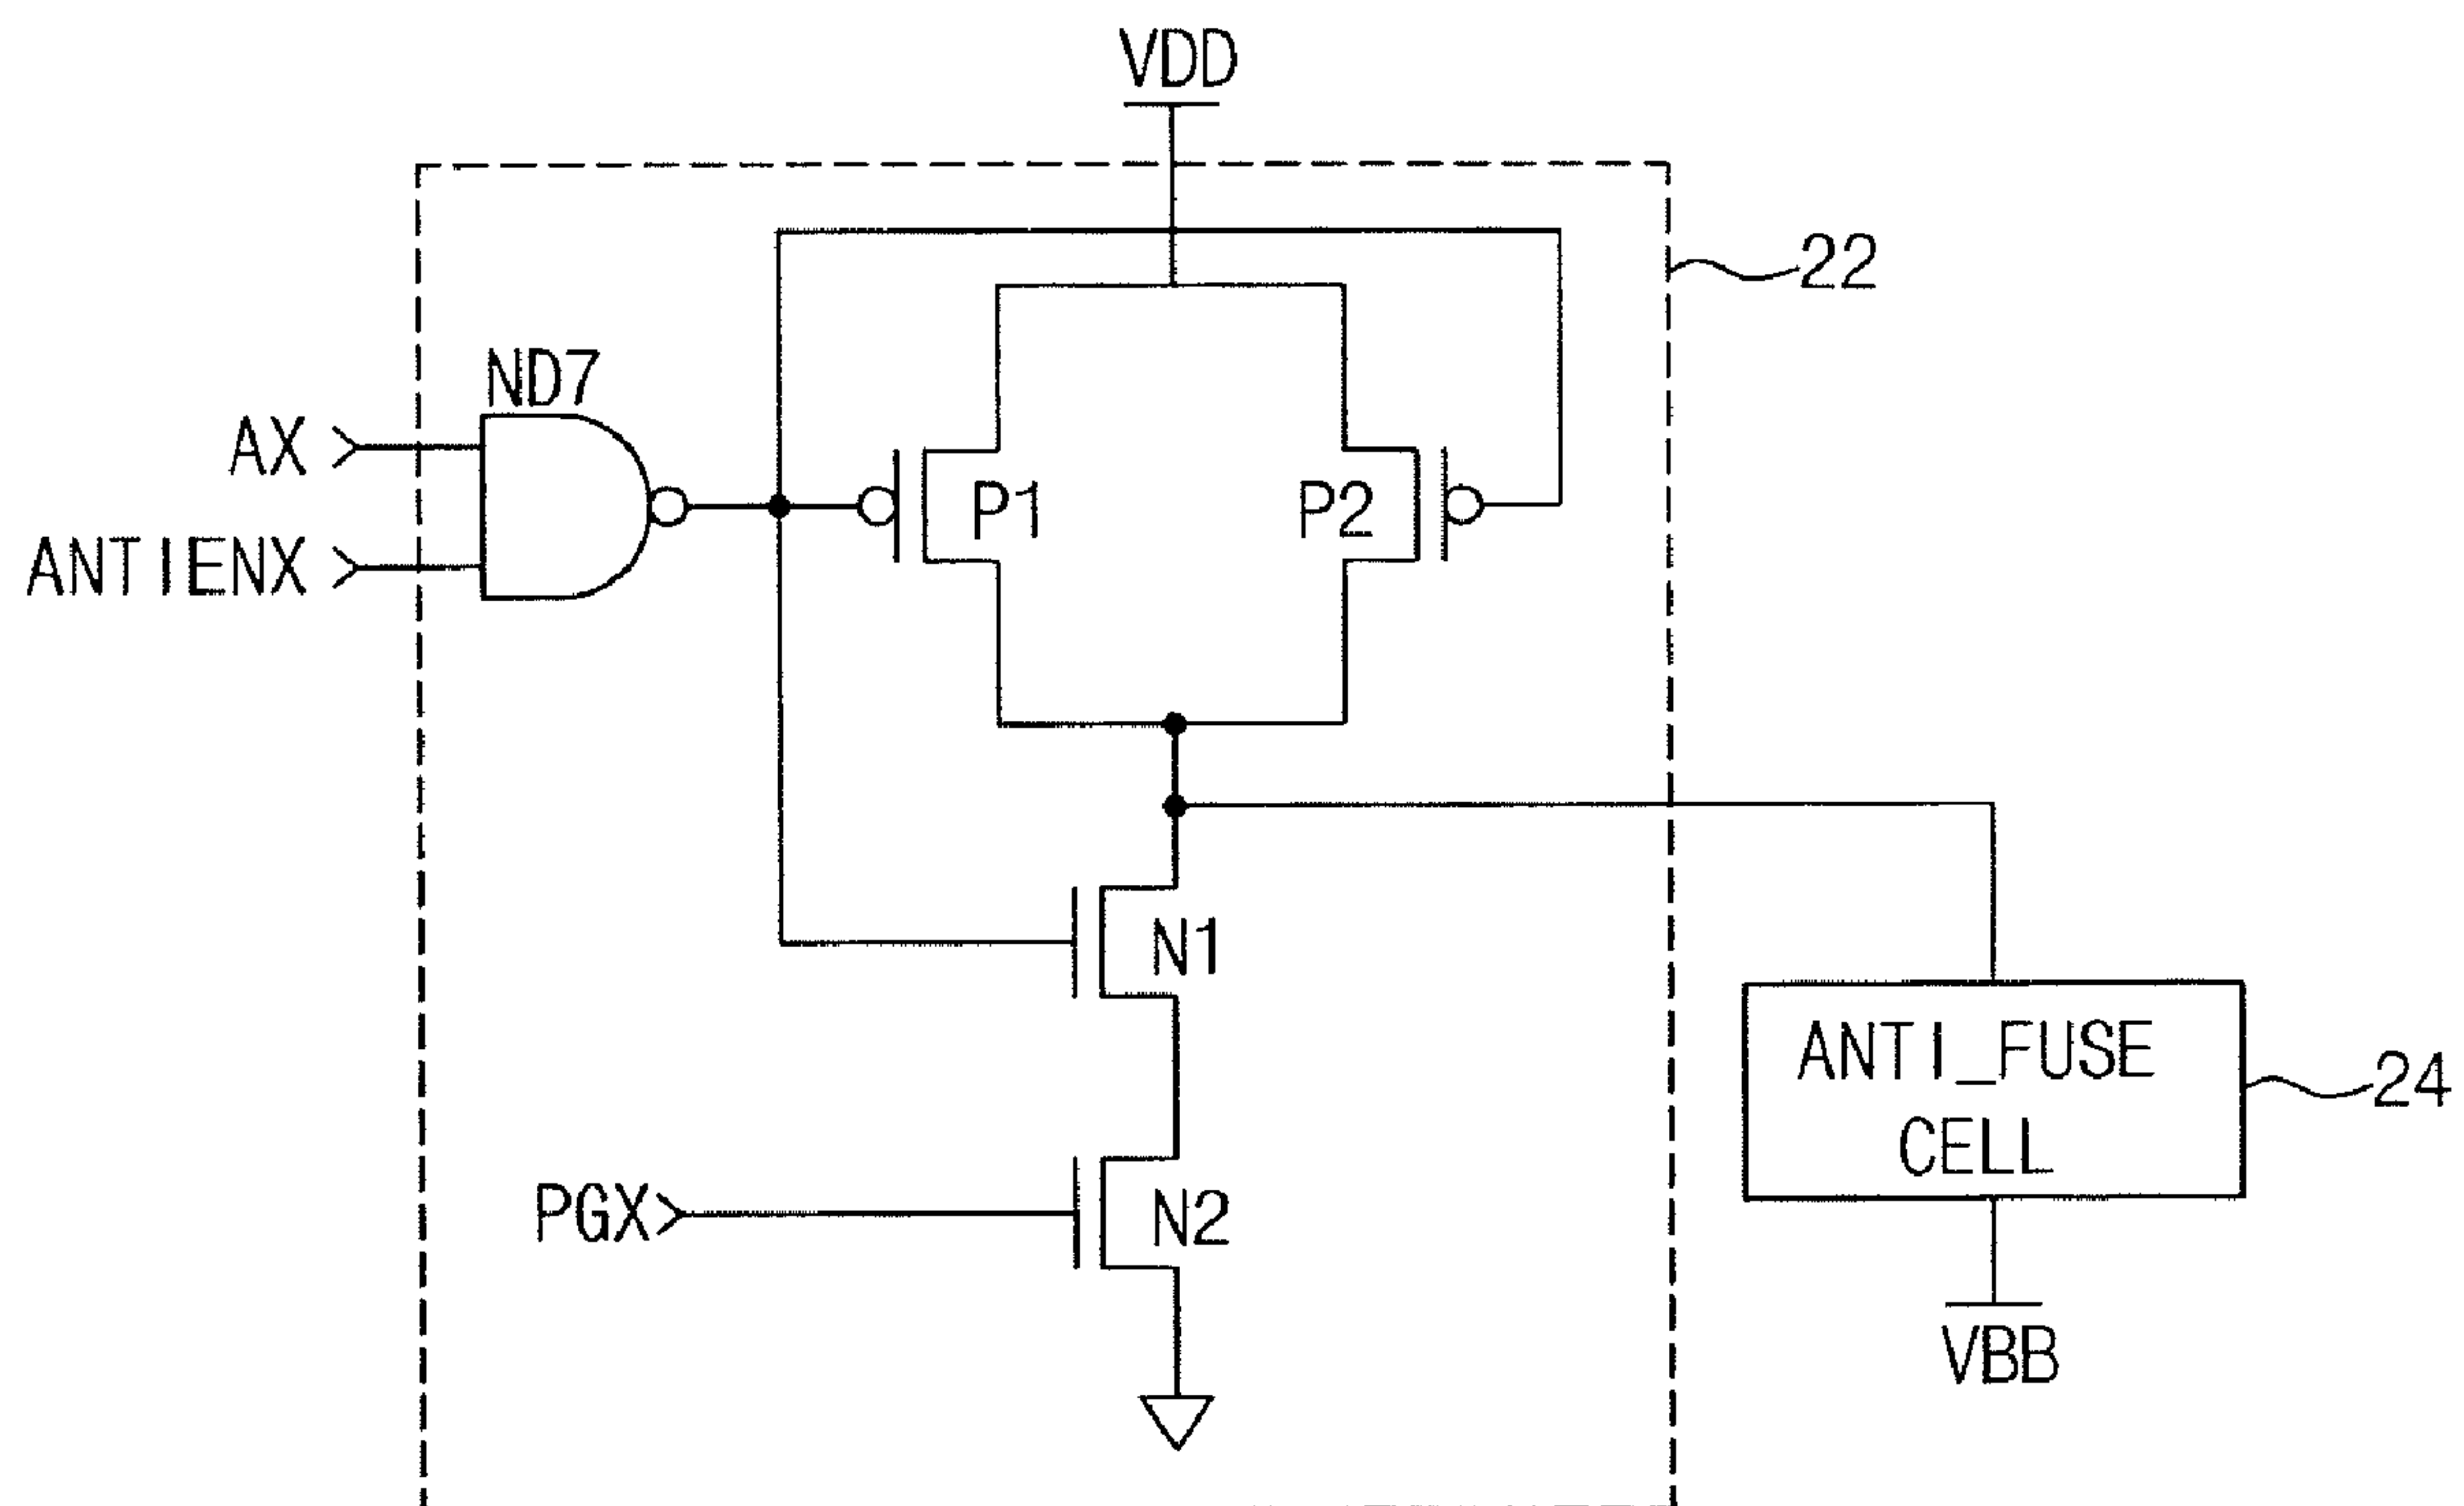 VDD
22
ND7
AX
ANTIENX
P1
P2
N1
ANTI_FUSE
CELL
24
PGX
N2
VBB